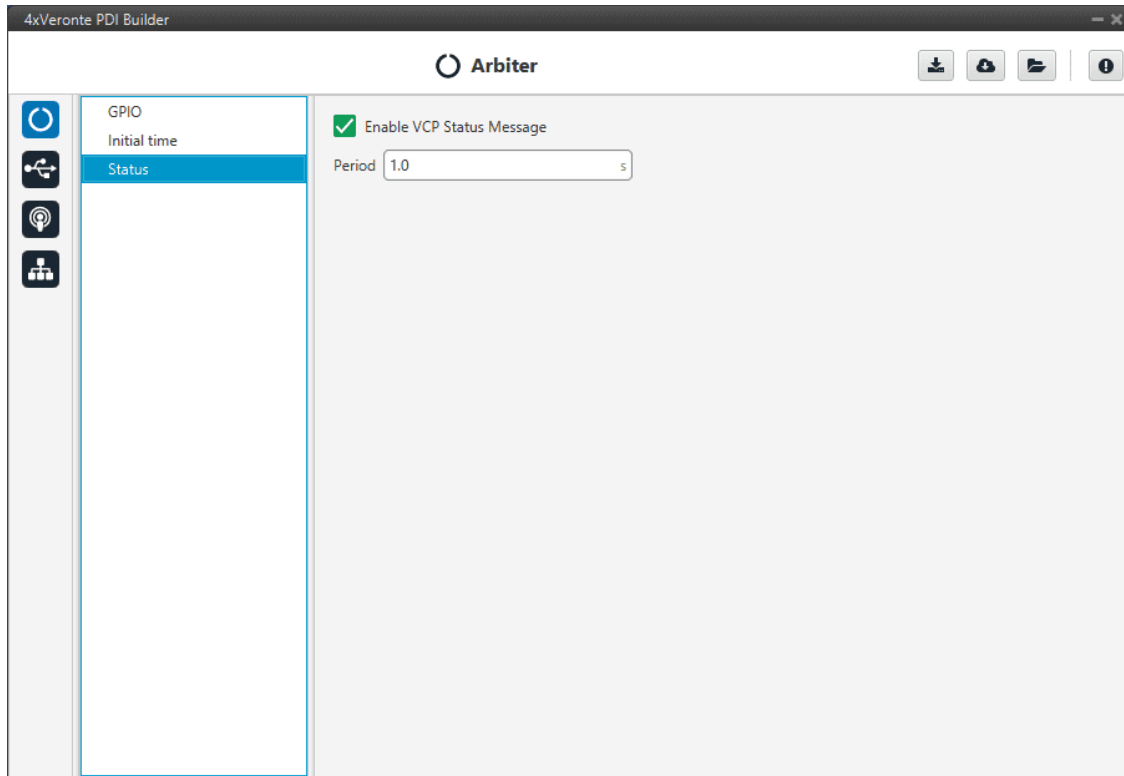 4xVeronte PDI Builder
Arbiter
GPIO
Initial time
Status
Enable VCP Status Message
Period 1.0 s